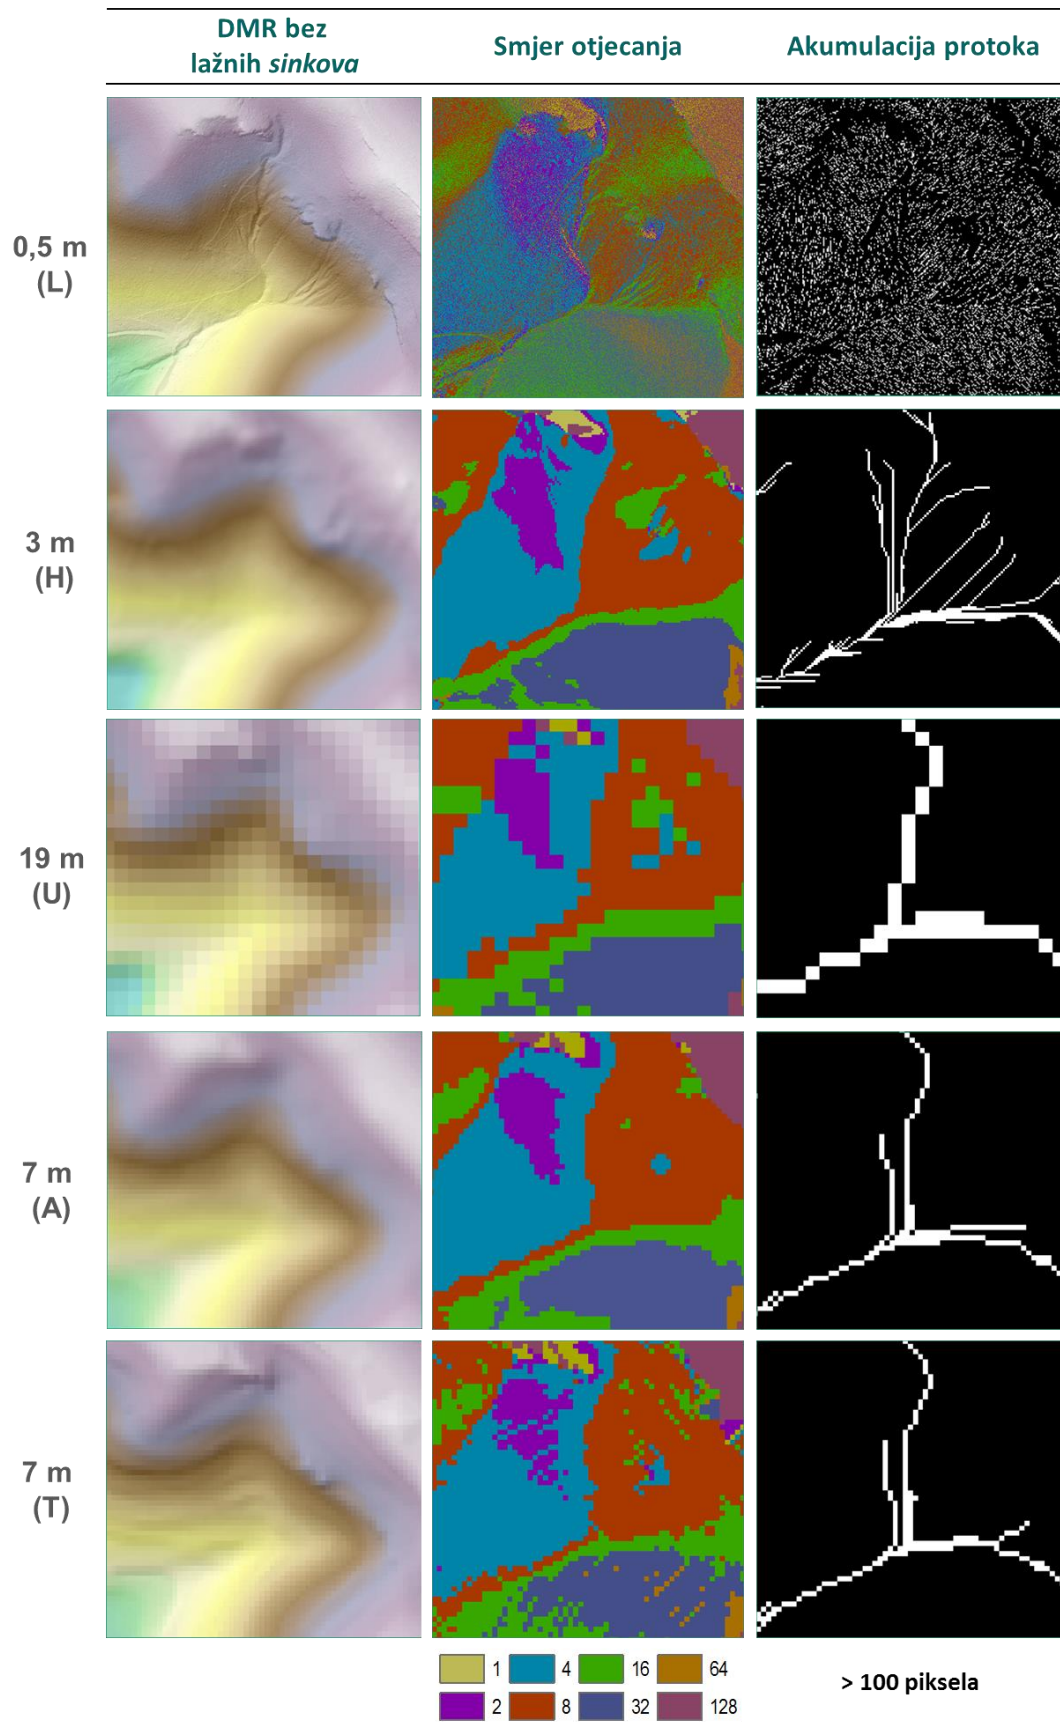 DMR bez
lažnih sinkova
Smjer otjecanja
Akumulacija protoka
0,5 m
(L)
3 m
(H)
19 m
(U)
7 m
(A)
7 m
(T)
1 4 16 64
2 8 32 128
> 100 piksela